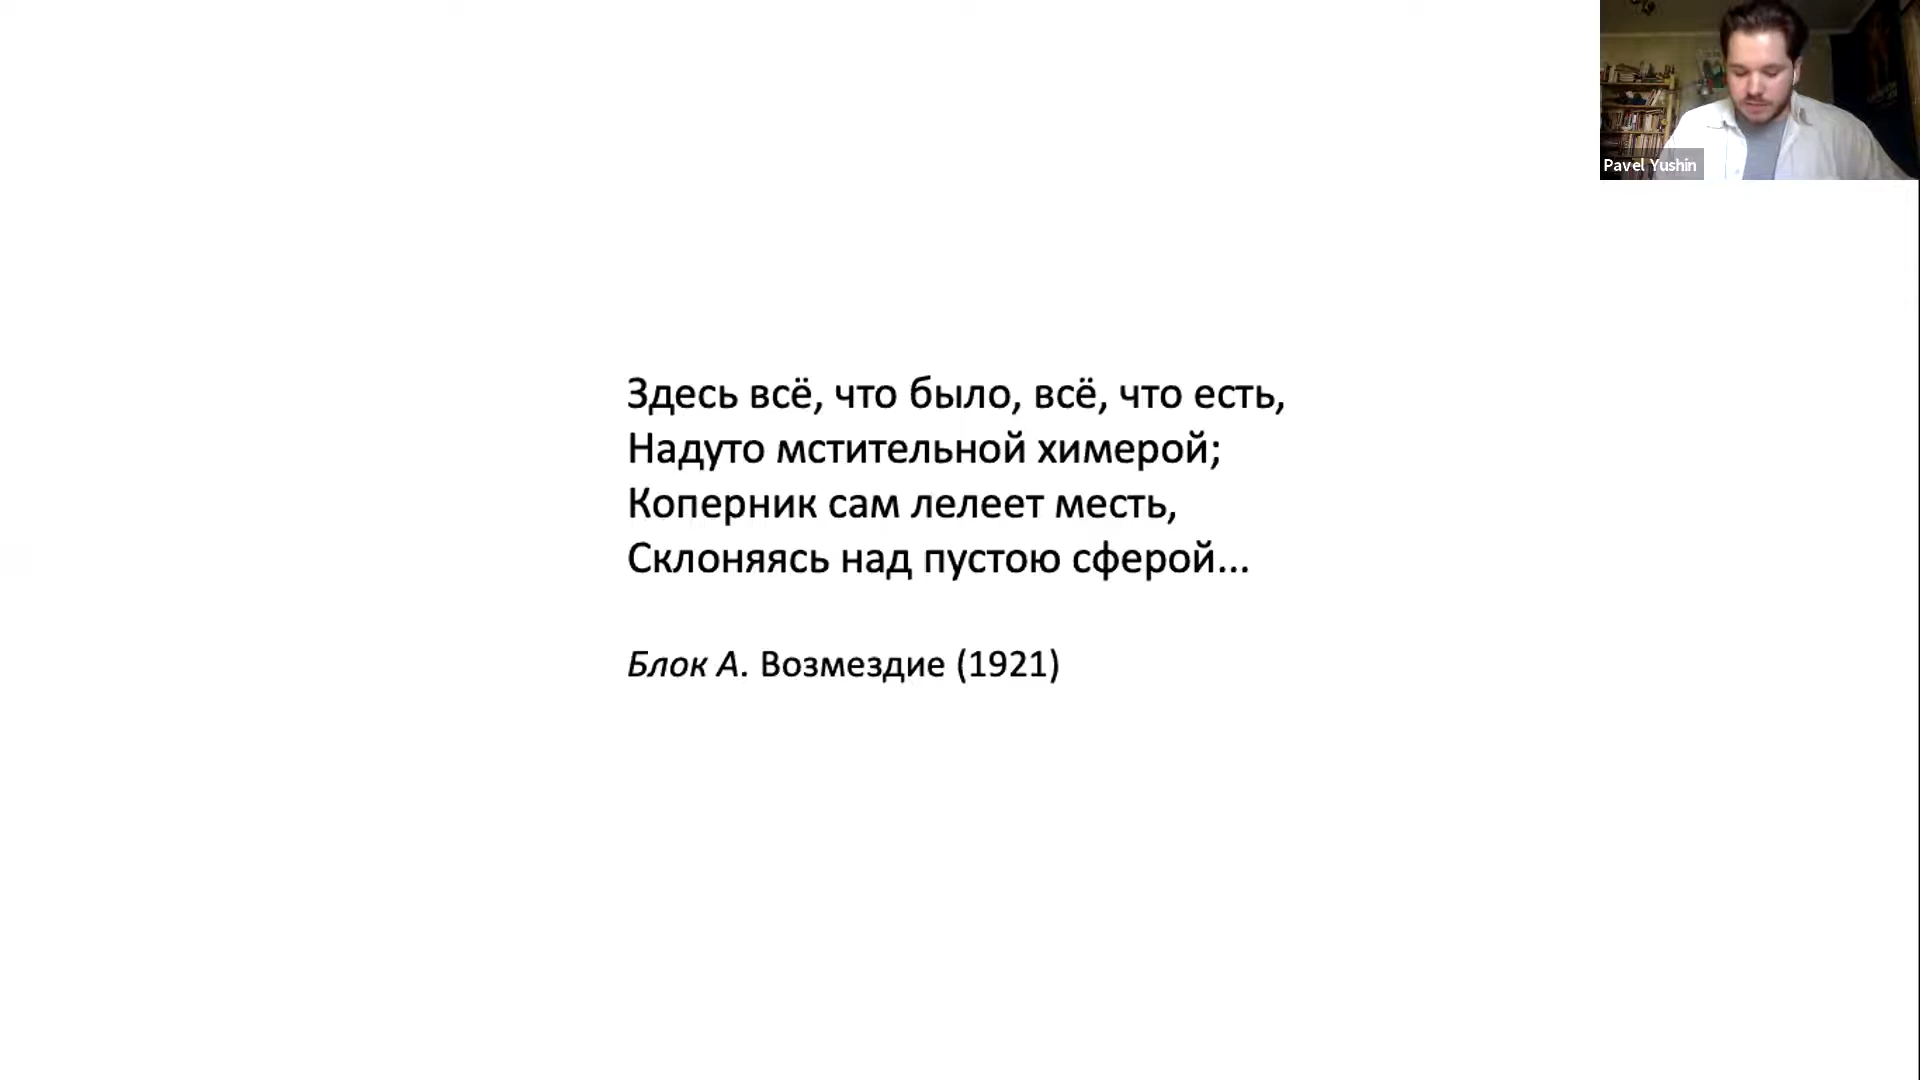 Pavel Yushin
Здесь всё, что было, всё, что есть,
Надуто мстительной химерой;
Коперник сам лелеет месть,
Склоняясь над пустою сферой...
Блок А. Возмездие (1921)